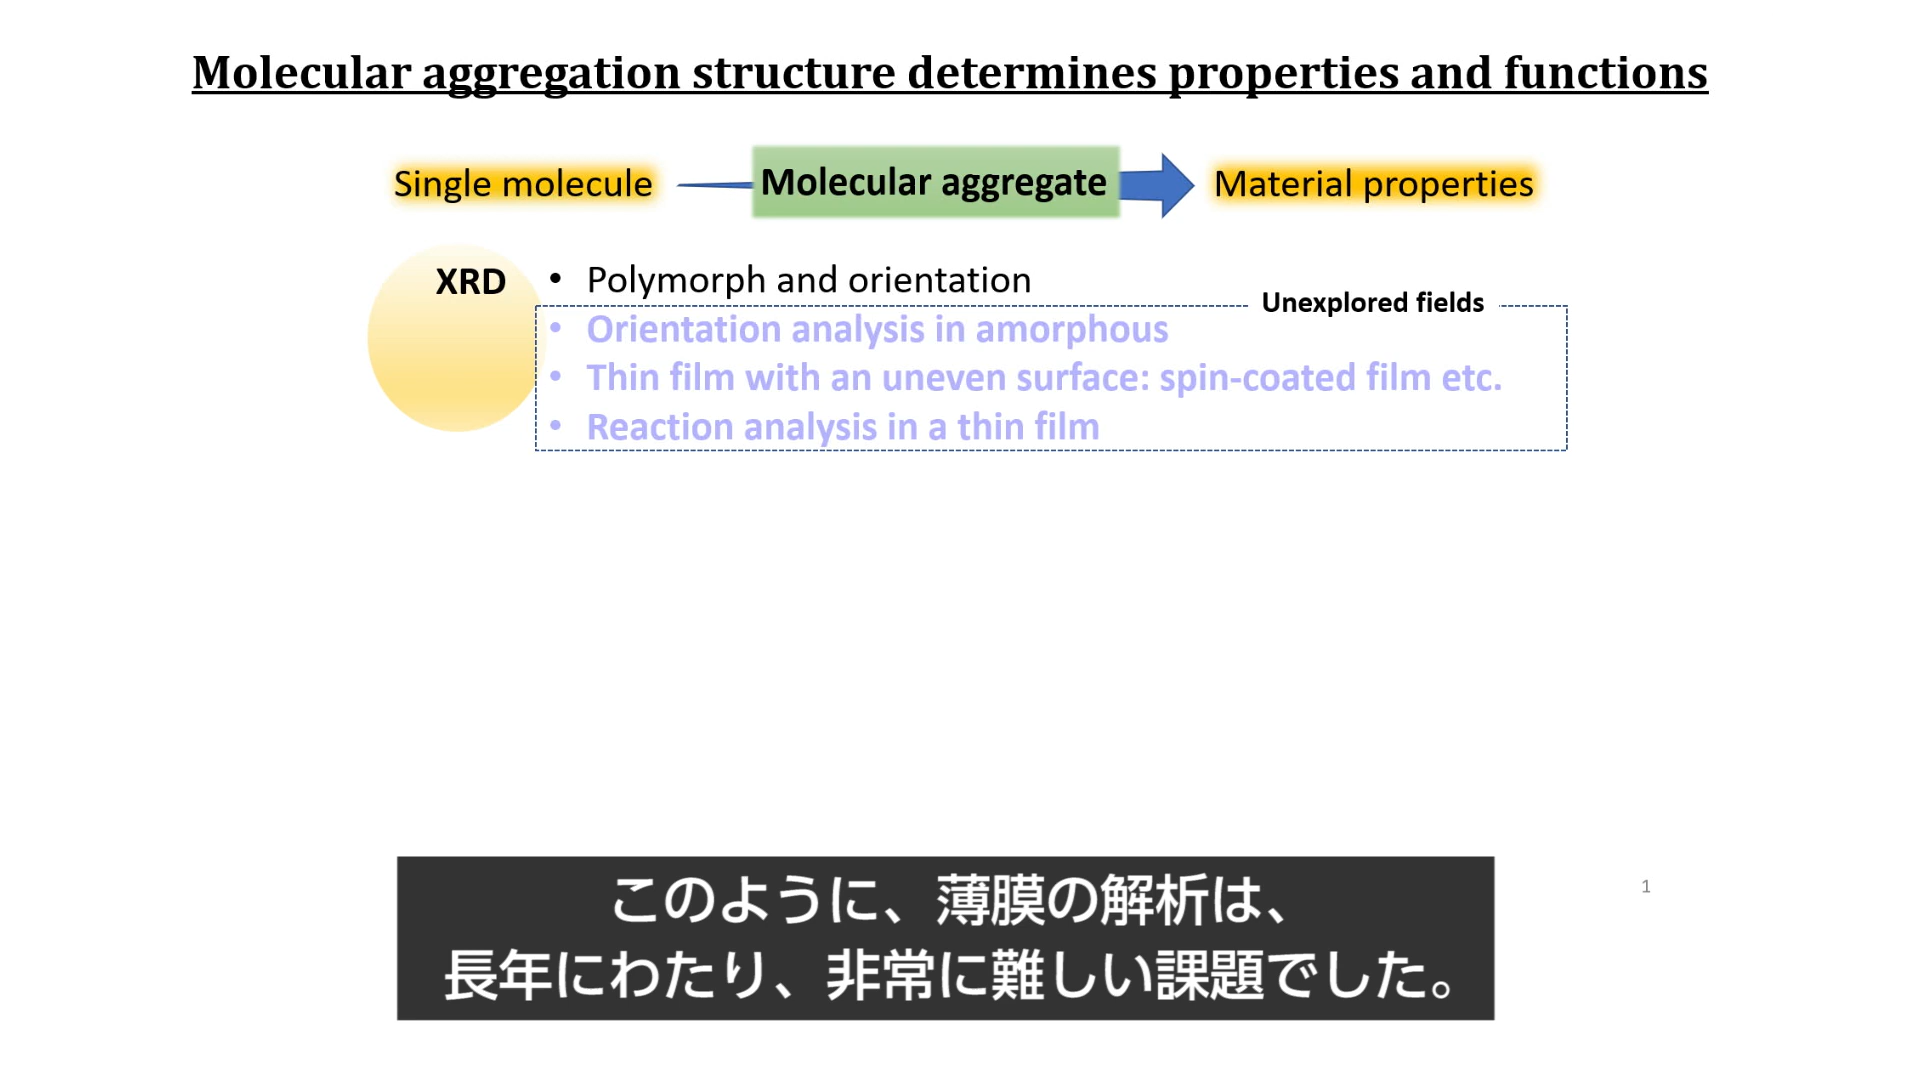 Molecular aggregation structure determines properties and functions
Single molecule
Molecular aggregate
Material properties
XRD
• Polymorph and orientation
Unexplored fields
• Orientation analysis in amorphous
• Thin film with an uneven surface: spin-coated film etc.
• Reaction analysis in a thin film
このように、薄膜の解析は、
長年にわたり、非常に難しい課題でした。
1